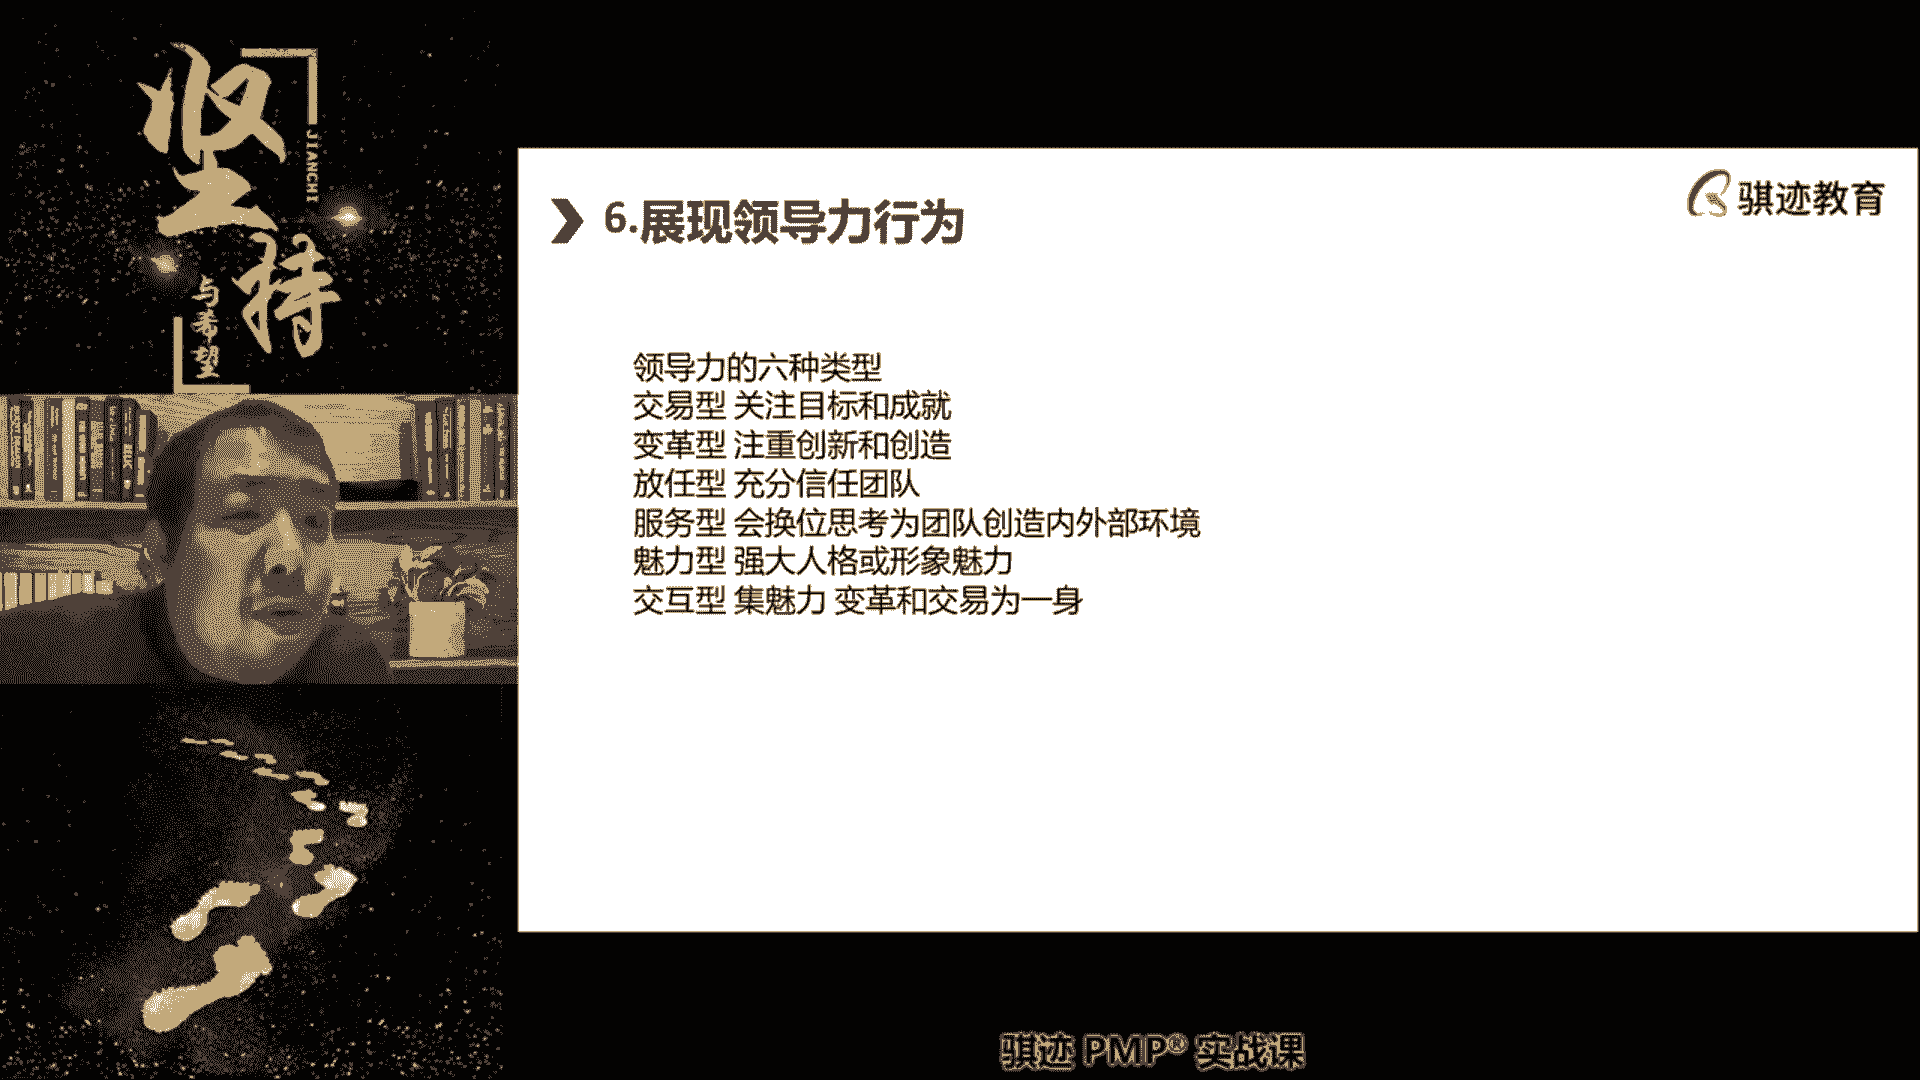 坚持
JIANCHI
与希望
骐迹教育
6.展现领导力行为
领导力的六种类型
交易型 关注目标和成就
变革型 注重创新和创造
放任型 充分信任团队
服务型 会换位思考为团队创造内外部环境
魅力型 强大人格或形象魅力
交互型 集魅力 变革和交易为一身
骐迹 PMP® 实战课